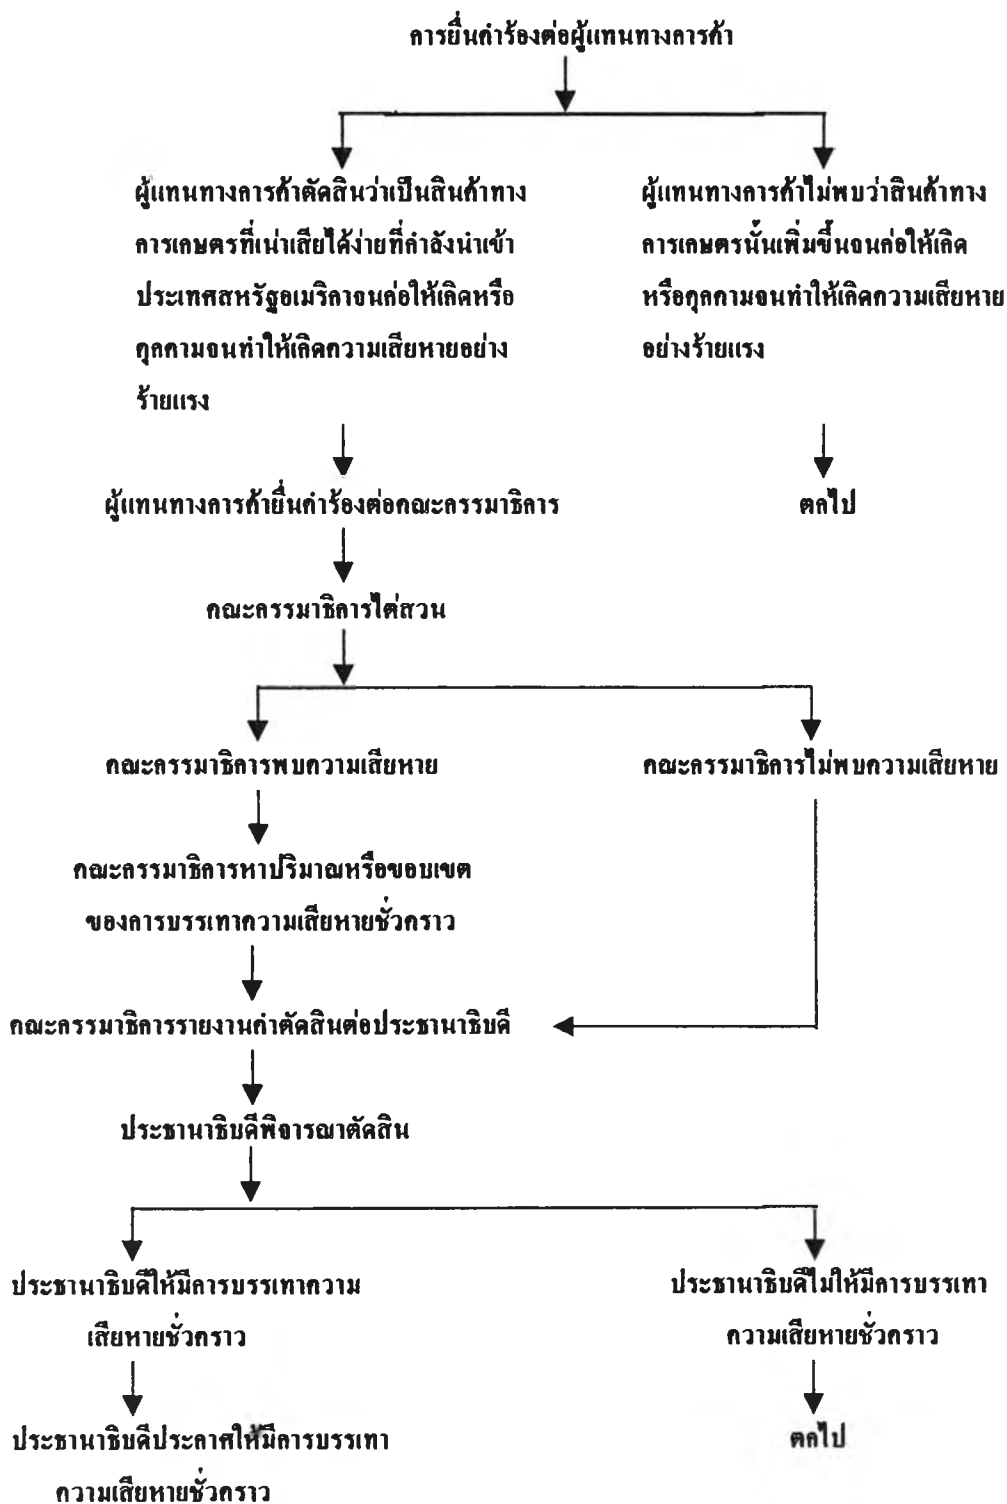 การยื่นคำร้องต่อผู้แทนทางการค้า
ผู้แทนทางการค้าตัดสินว่าเป็นสินค้าทาง
การเกษตรที่เน่าเสียได้ง่ายที่กำลังนำเข้า
ประเทศสหรัฐอเมริกาจนก่อให้เกิดหรือ
คุกคามจนทำให้เกิดความเสียหายอย่าง
ร้ายแรง
ผู้แทนทางการค้าไม่พบว่าสินค้าทาง
การเกษตรนั้นเพิ่มขึ้นจนก่อให้เกิด
หรือคุกคามจนทำให้เกิดความเสียหาย
อย่างร้ายแรง
ผู้แทนทางการค้ายื่นคำร้องต่อคณะกรรมาธิการ
ตกไป
คณะกรรมาธิการไต่สวน
คณะกรรมาธิการพบความเสียหาย
คณะกรรมาธิการไม่พบความเสียหาย
คณะกรรมาธิการหาปริมาณหรือขอบเขต
ของการบรรเทาความเสียหายชั่วคราว
คณะกรรมาธิการรายงานคำตัดสินต่อประธานาธิบดี
ประธานาธิบดีพิจารณาตัดสิน
ประธานาธิบดีให้มีการบรรเทาความ
เสียหายชั่วคราว
ประธานาธิบดีไม่ให้มีการบรรเทา
ความเสียหายชั่วคราว
ประธานาธิบดีประกาศให้มีการบรรเทา
ความเสียหายชั่วคราว
ตกไป